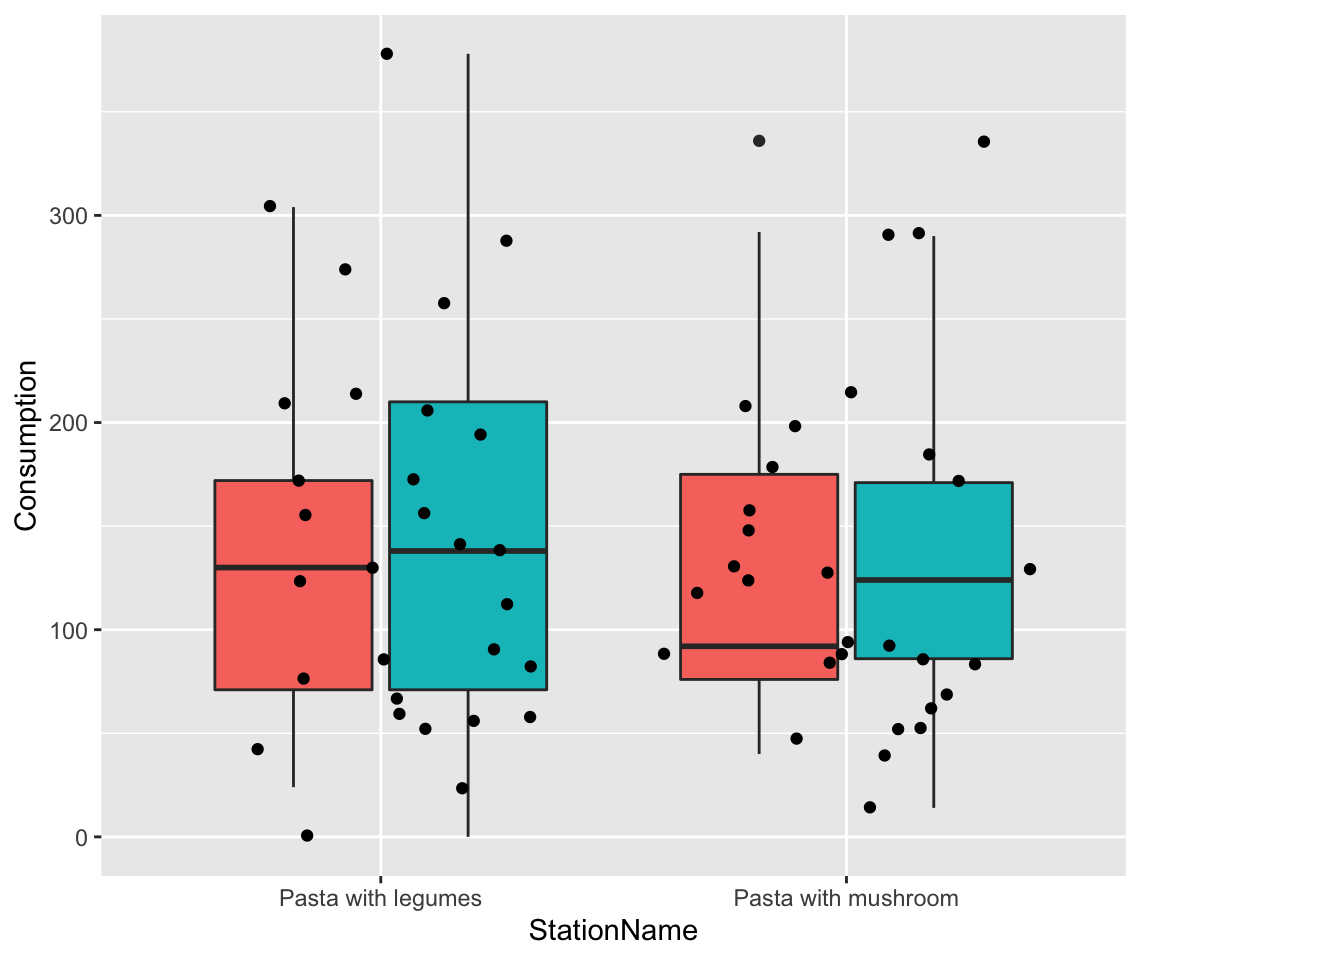 Consumption
300
200
100
0
Pasta with legumes
Pasta with mushroom
StationName